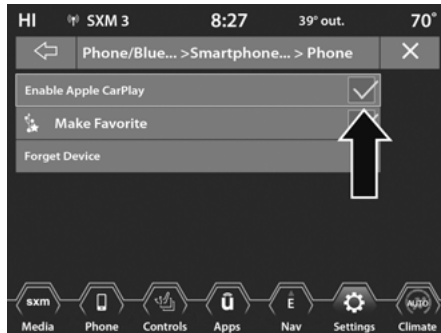 HI SXM 3 8:27 39° out. 70°
Phone/Blue... >Smartphone... > Phone
Enable Apple CarPlay
Make Favorite
Forget Device
sxm û E AUTO
Media Phone Controls Apps Nav Settings Climate